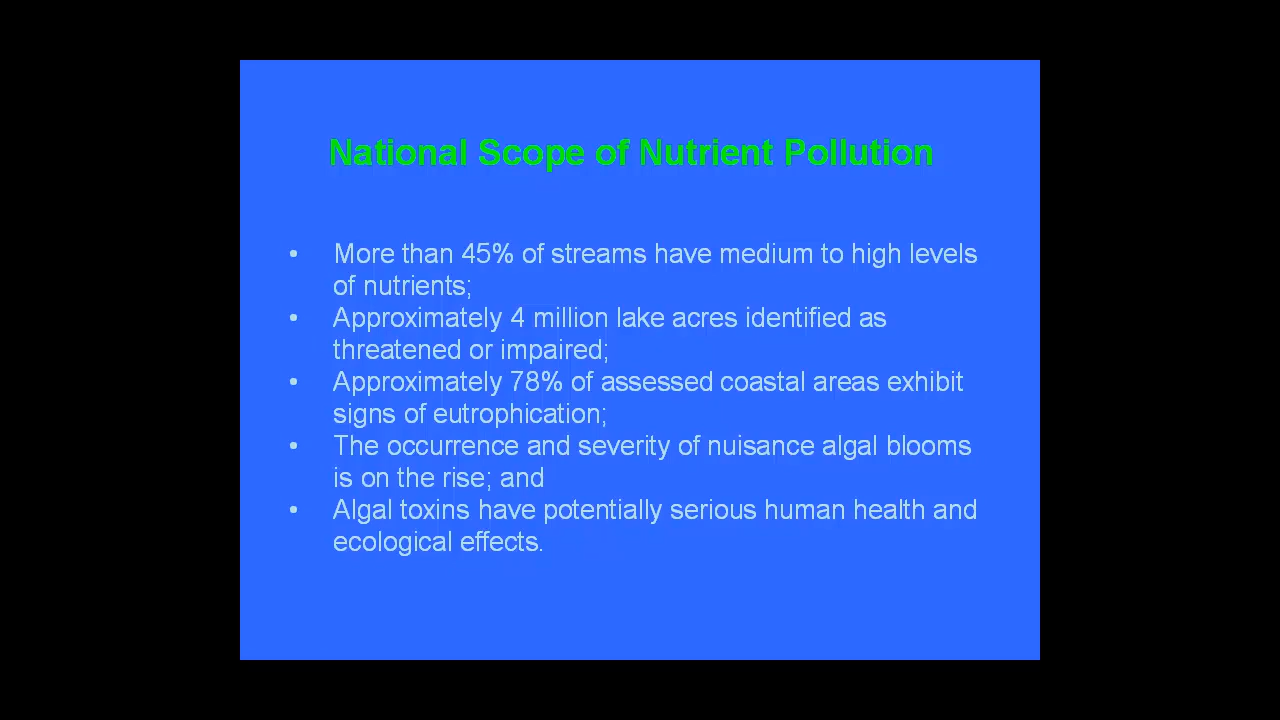 National Scope of Nutrient Pollution
• More than 45% of streams have medium to high levels
of nutrients;
• Approximately 4 million lake acres identified as
threatened or impaired;
• Approximately 78% of assessed coastal areas exhibit
signs of eutrophication;
• The occurrence and severity of nuisance algal blooms
is on the rise; and
• Algal toxins have potentially serious human health and
ecological effects.